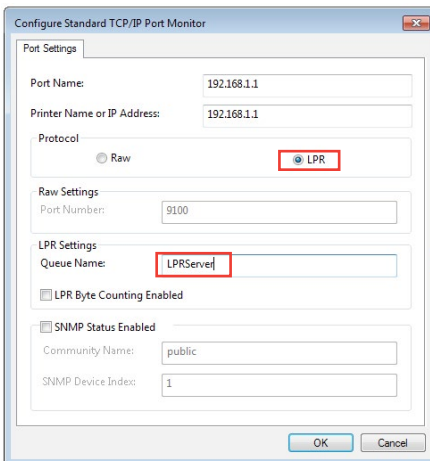 Configure Standard TCP/IP Port Monitor
Port Settings
Port Name: 192.168.1.1
Printer Name or IP Address: 192.168.1.1
Protocol
Raw LPR
Raw Settings
Port Number: 9100
LPR Settings
Queue Name: LPRServer
LPR Byte Counting Enabled
SNMP Status Enabled
Community Name: public
SNMP Device Index: 1
OK Cancel